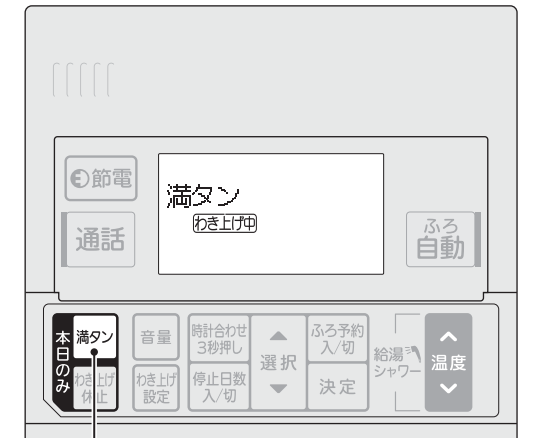 節電
満タン
わき上げ中
通話
ふろ
自動
本日のみ
満タン
わき上げ
休止
音量
わき上げ
設定
時計合わせ
3秒押し
停止日数
入/切
選択
ふろ予約
入/切
決定
給湯
シャワー
温度